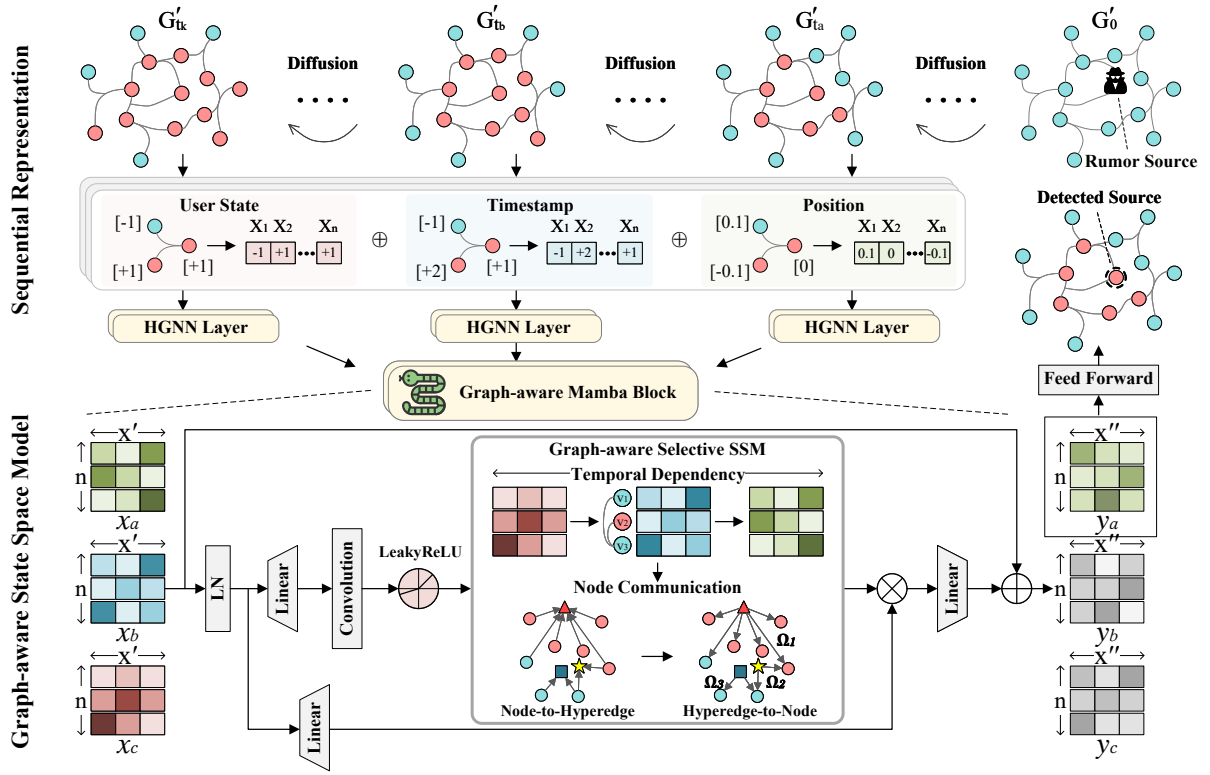 G'tk
G'tb
G'ta
G'0
Diffusion
Diffusion
Diffusion
Rumor Source
Sequential Representation
User State
[-1]
[+1]
[+1]
X1 X2 Xn
-1 +1 ••• +1
⊕
Timestamp
[-1]
[+2]
[+1]
X1 X2 Xn
-1 +2 ••• +1
⊕
Position
[0.1]
[-0.1]
[0]
X1 X2 Xn
0.1 0 ••• -0.1
Detected Source
HGNN Layer
HGNN Layer
HGNN Layer
Graph-aware Mamba Block
Feed Forward
Graph-aware State Space Model
X'
n
xa
X'
n
xb
X'
n
xc
LN
Linear
Convolution
LeakyReLU
Linear
Graph-aware Selective SSM
Temporal Dependency
V1
V2
V3
Node Communication
Ω1
Ω3
Ω2
Node-to-Hyperedge
Hyperedge-to-Node
Linear
X''
n
ya
X''
n
yb
X''
n
yc